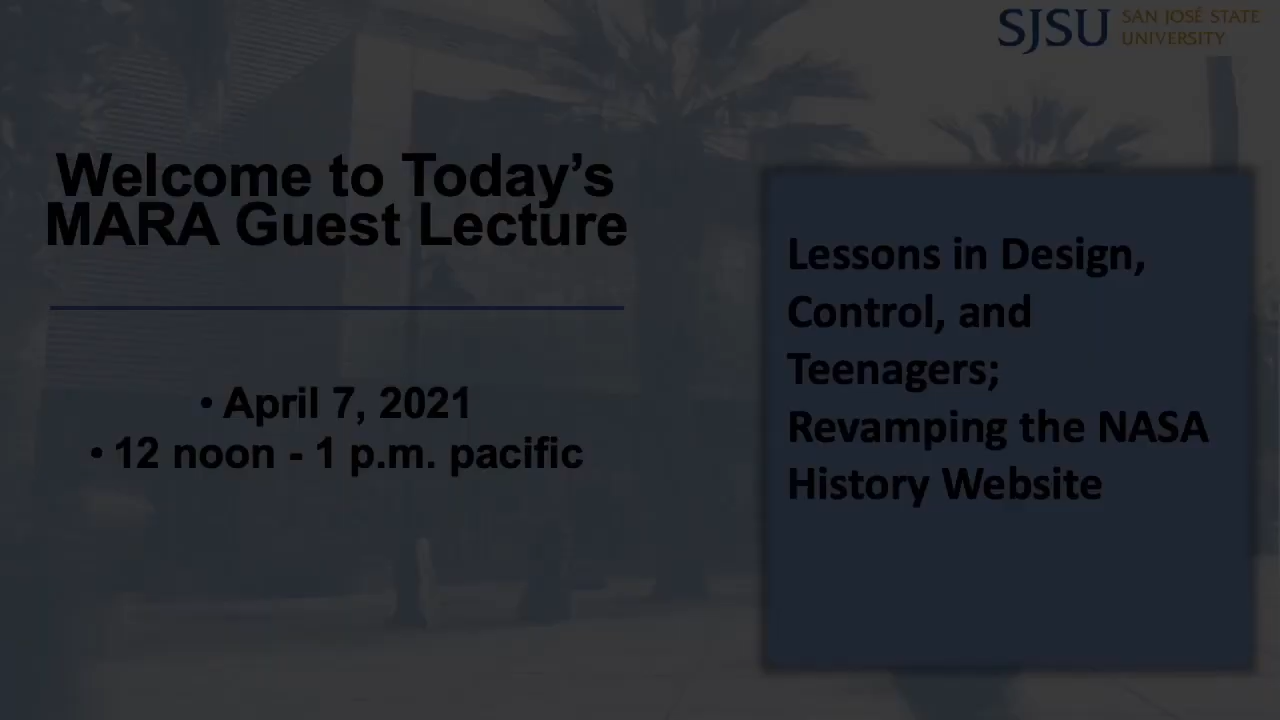 SJSU SAN JOSÉ STATE
UNIVERSITY
Welcome to Today’s
MARA Guest Lecture
• April 7, 2021
• 12 noon - 1 p.m. pacific
Lessons in Design,
Control, and
Teenagers;
Revamping the NASA
History Website